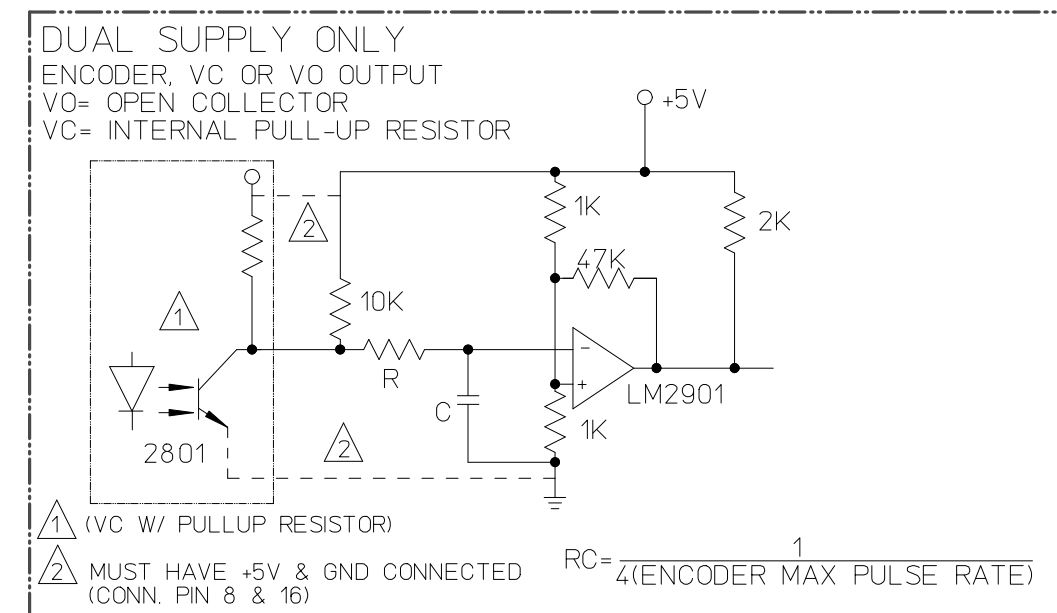 DUAL SUPPLY ONLY
ENCODER, VC OR VO OUTPUT
VO= OPEN COLLECTOR
VC= INTERNAL PULL-UP RESISTOR
+5V
1K
2K
2
47K
10K
1
R
-
+
LM2901
C
1K
2801
2
1 (VC W/ PULLUP RESISTOR)
2 MUST HAVE +5V & GND CONNECTED
(CONN. PIN 8 & 16)
RC= 1
4(ENCODER MAX PULSE RATE)